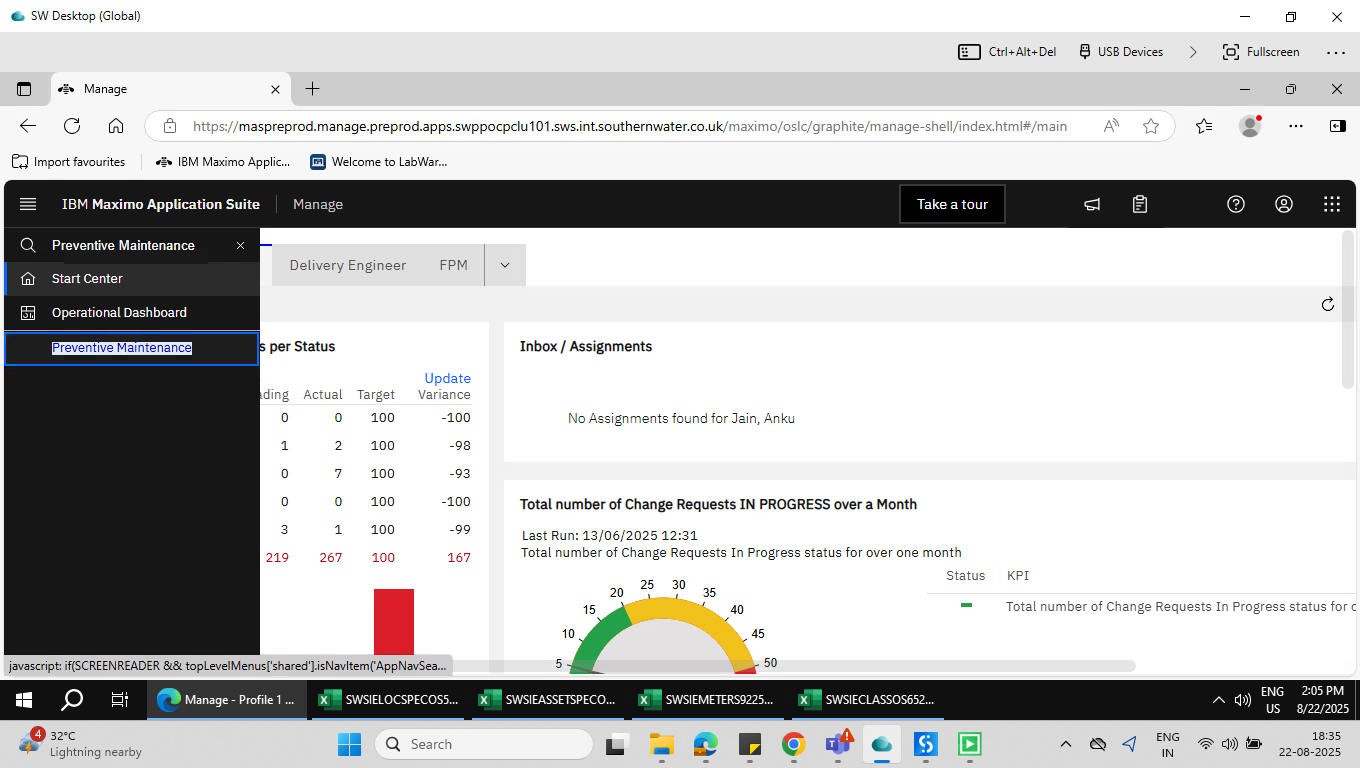 SW Desktop (Global)
Ctrl+Alt+Del
USB Devices
Fullscreen
Manage
https://maspreprod.manage.preprod.apps.swppocpclu101.sws.int.southernwater.co.uk/maximo/oslc/graphite/manage-shell/index.html#/main
Import favourites
IBM Maximo Applic...
Welcome to LabWar...
IBM Maximo Application Suite
Manage
Take a tour
Preventive Maintenance
Start Center
Operational Dashboard
Preventive Maintenance
Delivery Engineer
FPM
s per Status
Update
ding Actual Target Variance
0 0 100 -100
1 2 100 -98
0 7 100 -93
0 0 100 -100
3 1 100 -99
219 267 100 167
Inbox / Assignments
No Assignments found for Jain, Anku
Total number of Change Requests IN PROGRESS over a Month
Last Run: 13/06/2025 12:31
Total number of Change Requests In Progress status for over one month
5 10 15 20 25 30 35 40 45 50
Status KPI
Total number of Change Requests In Progress status for o
javascript: if(SCREENREADER && topLevelMenus['shared'].isNavItem('AppNavSea...
Manage - Profile 1 ...
SWSIELOCSPECOS5...
SWSIEASSETSPECO...
SWSIEMETERS9225...
SWSIECLASSOS652...
ENG
US
2:05 PM
8/22/2025
4
32°C
Lightning nearby
Search
ENG
IN
18:35
22-08-2025